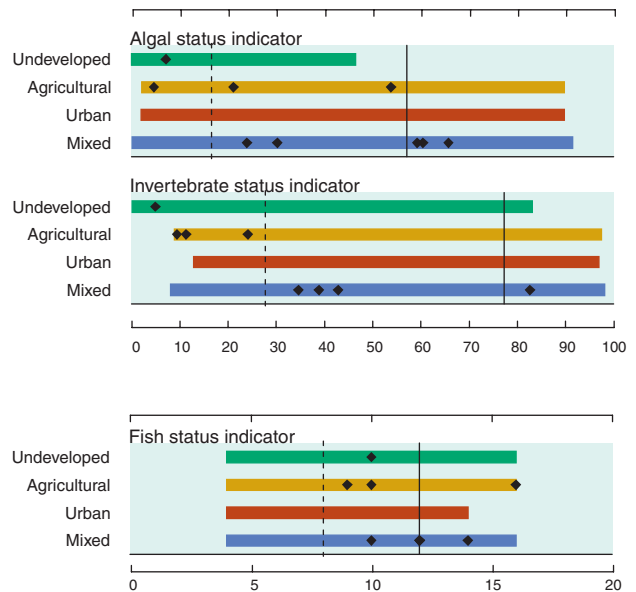 Algal status indicator
Undeveloped
Agricultural
Urban
Mixed
Invertebrate status indicator
Undeveloped
Agricultural
Urban
Mixed
0 10 20 30 40 50 60 70 80 90 100
Fish status indicator
Undeveloped
Agricultural
Urban
Mixed
0 5 10 15 20